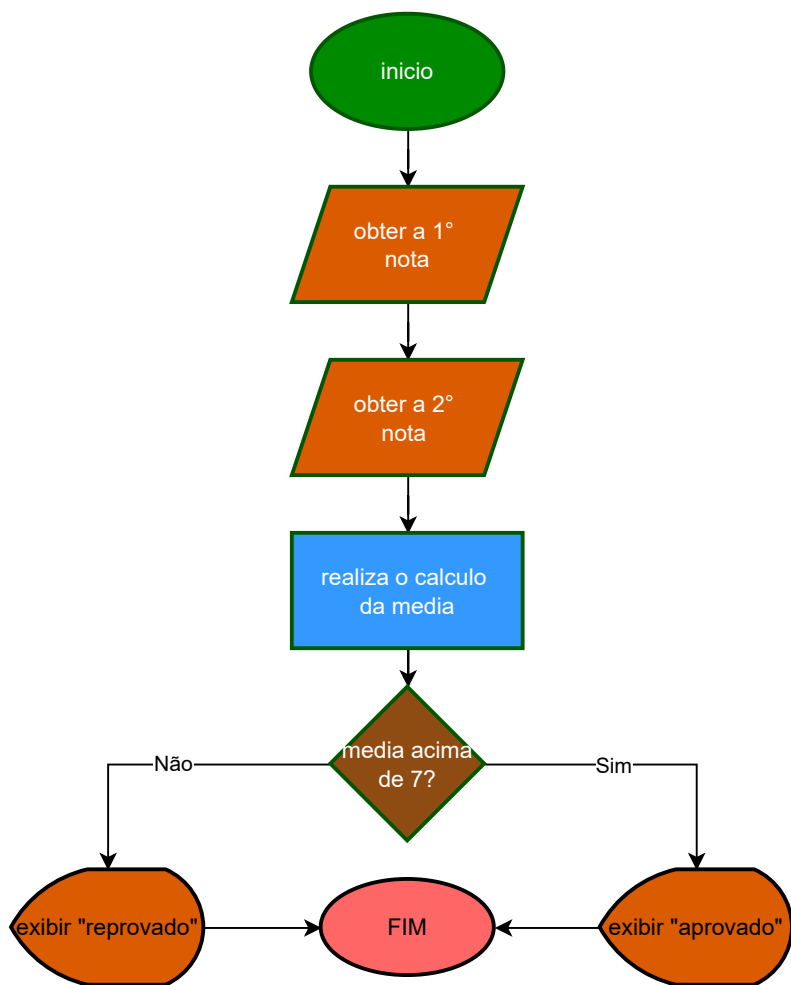 inicio
obter a 1°
nota
obter a 2°
nota
realiza o calculo
da media
media acima
de 7?
Não
Sim
exibir "reprovado"
FIM
exibir "aprovado"